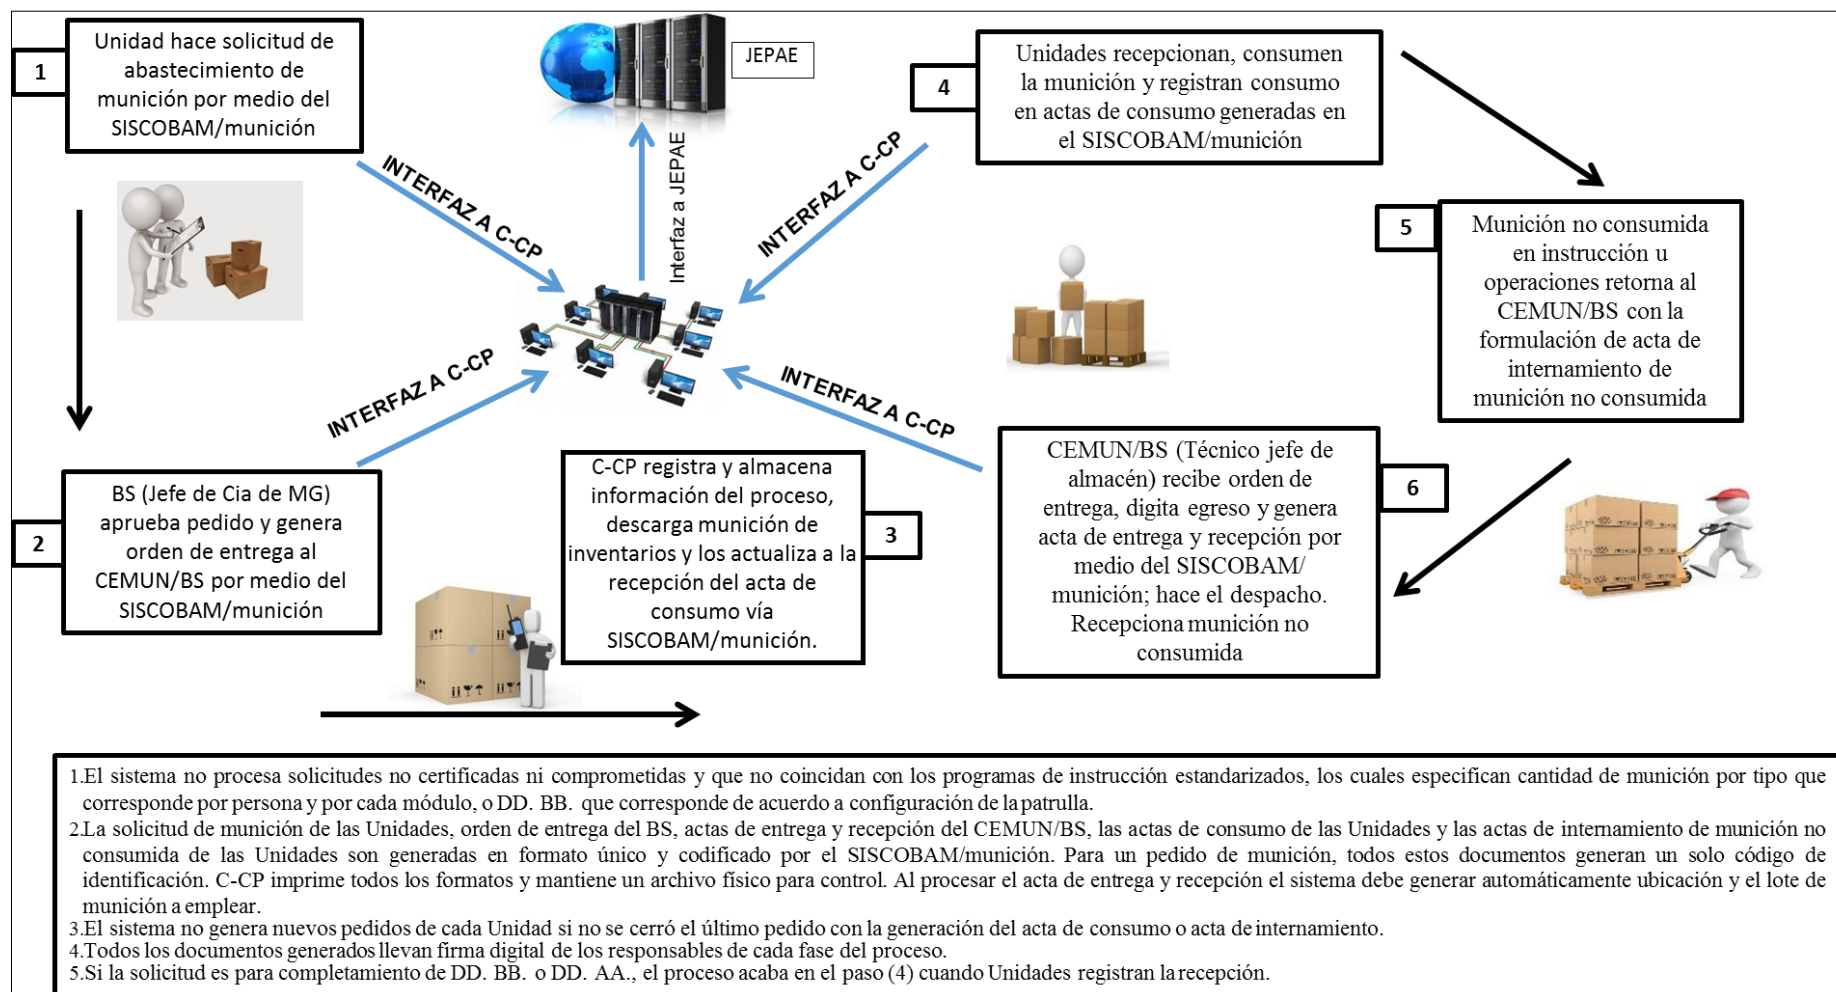 1
Unidad hace solicitud de
abastecimiento de
munición por medio del
SISCOBAM/munición
JEPAE
4
Unidades recepcionan, consumen
la munición y registran consumo
en actas de consumo generadas en
el SISCOBAM/munición
INTERFAZ A C-CP
Interfaz a JEPAE
INTERFAZ A C-CP
5
Munición no consumida
en instrucción u
operaciones retorna al
CEMUN/BS con la
formulación de acta de
internamiento de
munición no consumida
INTERFAZ A C-CP
INTERFAZ A C-CP
2
BS (Jefe de Cia de MG)
aprueba pedido y genera
orden de entrega al
CEMUN/BS por medio del
SISCOBAM/munición
C-CP registra y almacena
información del proceso,
descarga munición de
inventarios y los actualiza a la
recepción del acta de
consumo vía
SISCOBAM/munición.
3
CEMUN/BS (Técnico jefe de
almacén) recibe orden de
entrega, digita egreso y genera
acta de entrega y recepción por
medio del SISCOBAM/
munición; hace el despacho.
Recepciona munición no
consumida
6
1.El sistema no procesa solicitudes no certificadas ni comprometidas y que no coincidan con los programas de instrucción estandarizados, los cuales especifican cantidad de munición por tipo que
corresponde por persona y por cada módulo, o DD. BB. que corresponde de acuerdo a configuración de la patrulla.
2.La solicitud de munición de las Unidades, orden de entrega del BS, actas de entrega y recepción del CEMUN/BS, las actas de consumo de las Unidades y las actas de internamiento de munición no
consumida de las Unidades son generadas en formato único y codificado por el SISCOBAM/munición. Para un pedido de munición, todos estos documentos generan un solo código de
identificación. C-CP imprime todos los formatos y mantiene un archivo físico para control. Al procesar el acta de entrega y recepción el sistema debe generar automáticamente ubicación y el lote de
munición a emplear.
3.El sistema no genera nuevos pedidos de cada Unidad si no se cerró el último pedido con la generación del acta de consumo o acta de internamiento.
4.Todos los documentos generados llevan firma digital de los responsables de cada fase del proceso.
5.Si la solicitud es para completamiento de DD. BB. o DD. AA., el proceso acaba en el paso (4) cuando Unidades registran la recepción.